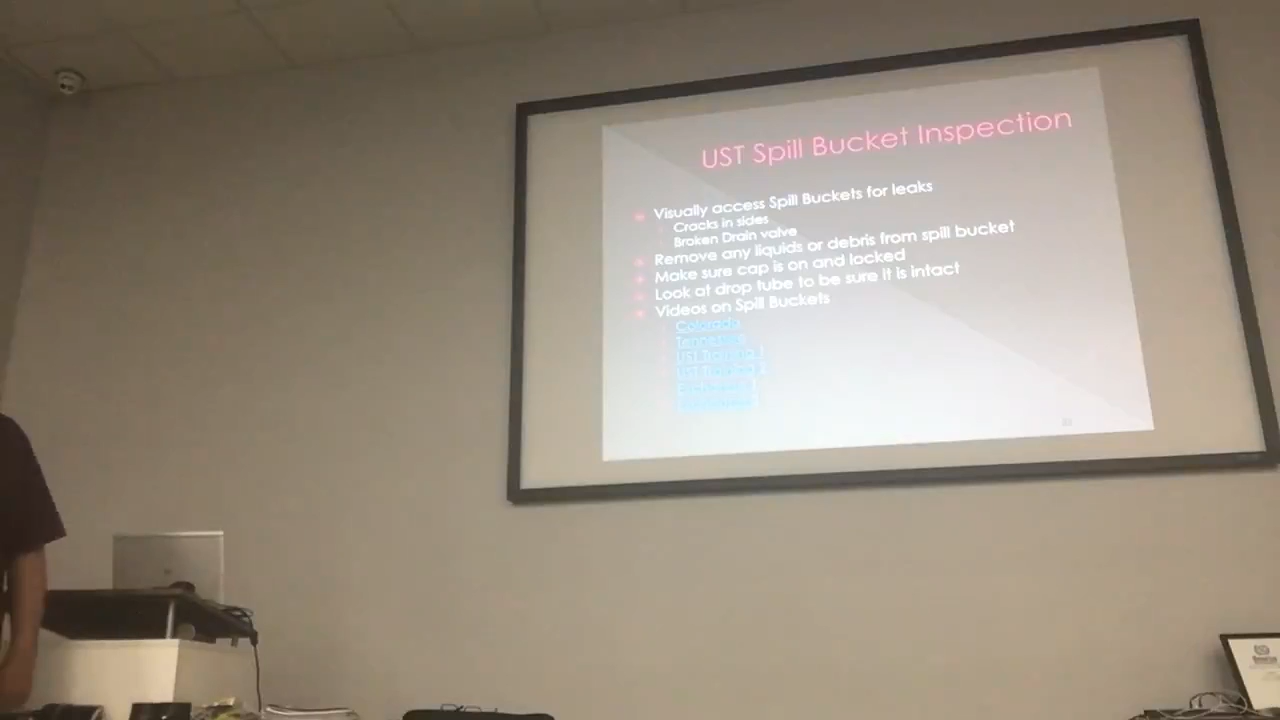 UST Spill Bucket Inspection
Visually access Spill Buckets for leaks
Cracks in sides
Broken Drain valve
Remove any liquids or debris from spill bucket
Make sure cap is on and locked
Look at drop tube to be sure it is intact
Videos on Spill Buckets
Colorado
Tennessee
UST Training 1
UST Training 2